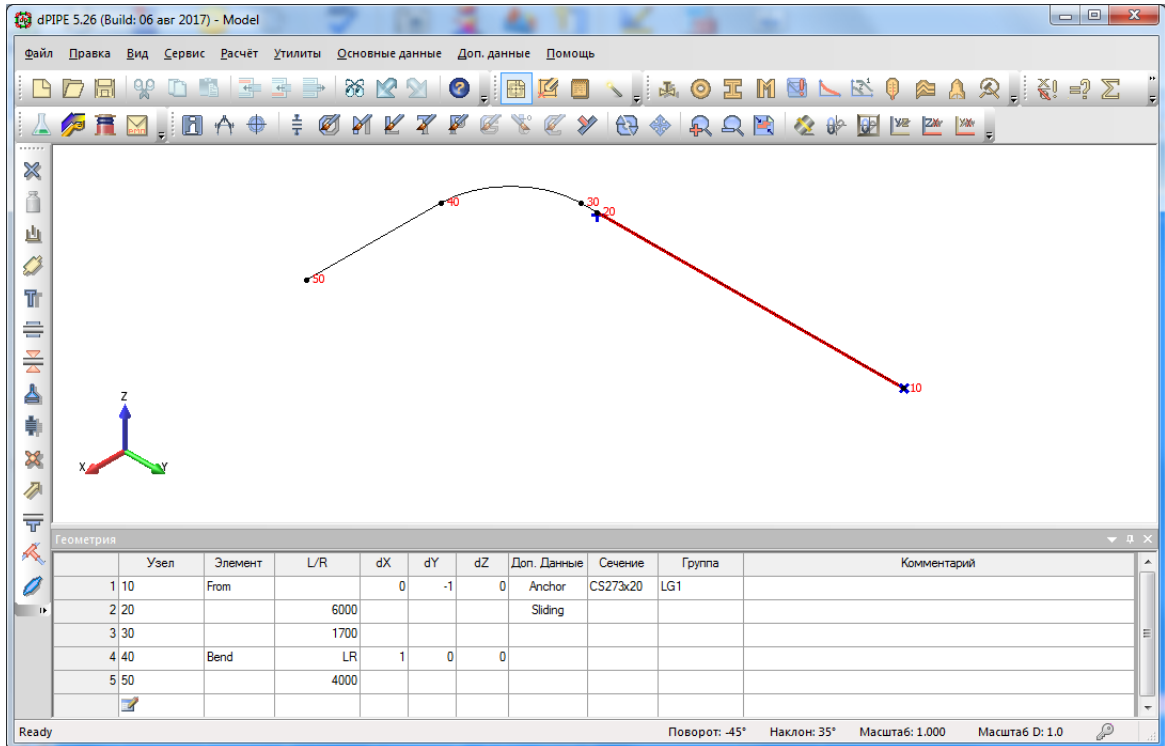 dPIPE 5.26 (Build: 06 авг 2017) - Model
Файл Правка Вид Сервис Расчёт Утилиты Основные данные Доп. данные Помощь
40
30
20
50
10
Z
X Y
Геометрия
Узел Элемент L/R dX dY dZ Доп. Данные Сечение Группа Комментарий
1 10 From 0 -1 0 Anchor CS273x20 LG1
2 20 6000 Sliding
3 30 1700
4 40 Bend LR 1 0 0
5 50 4000
Ready Поворот: -45° Наклон: 35° Масштаб: 1.000 Масштаб D: 1.0